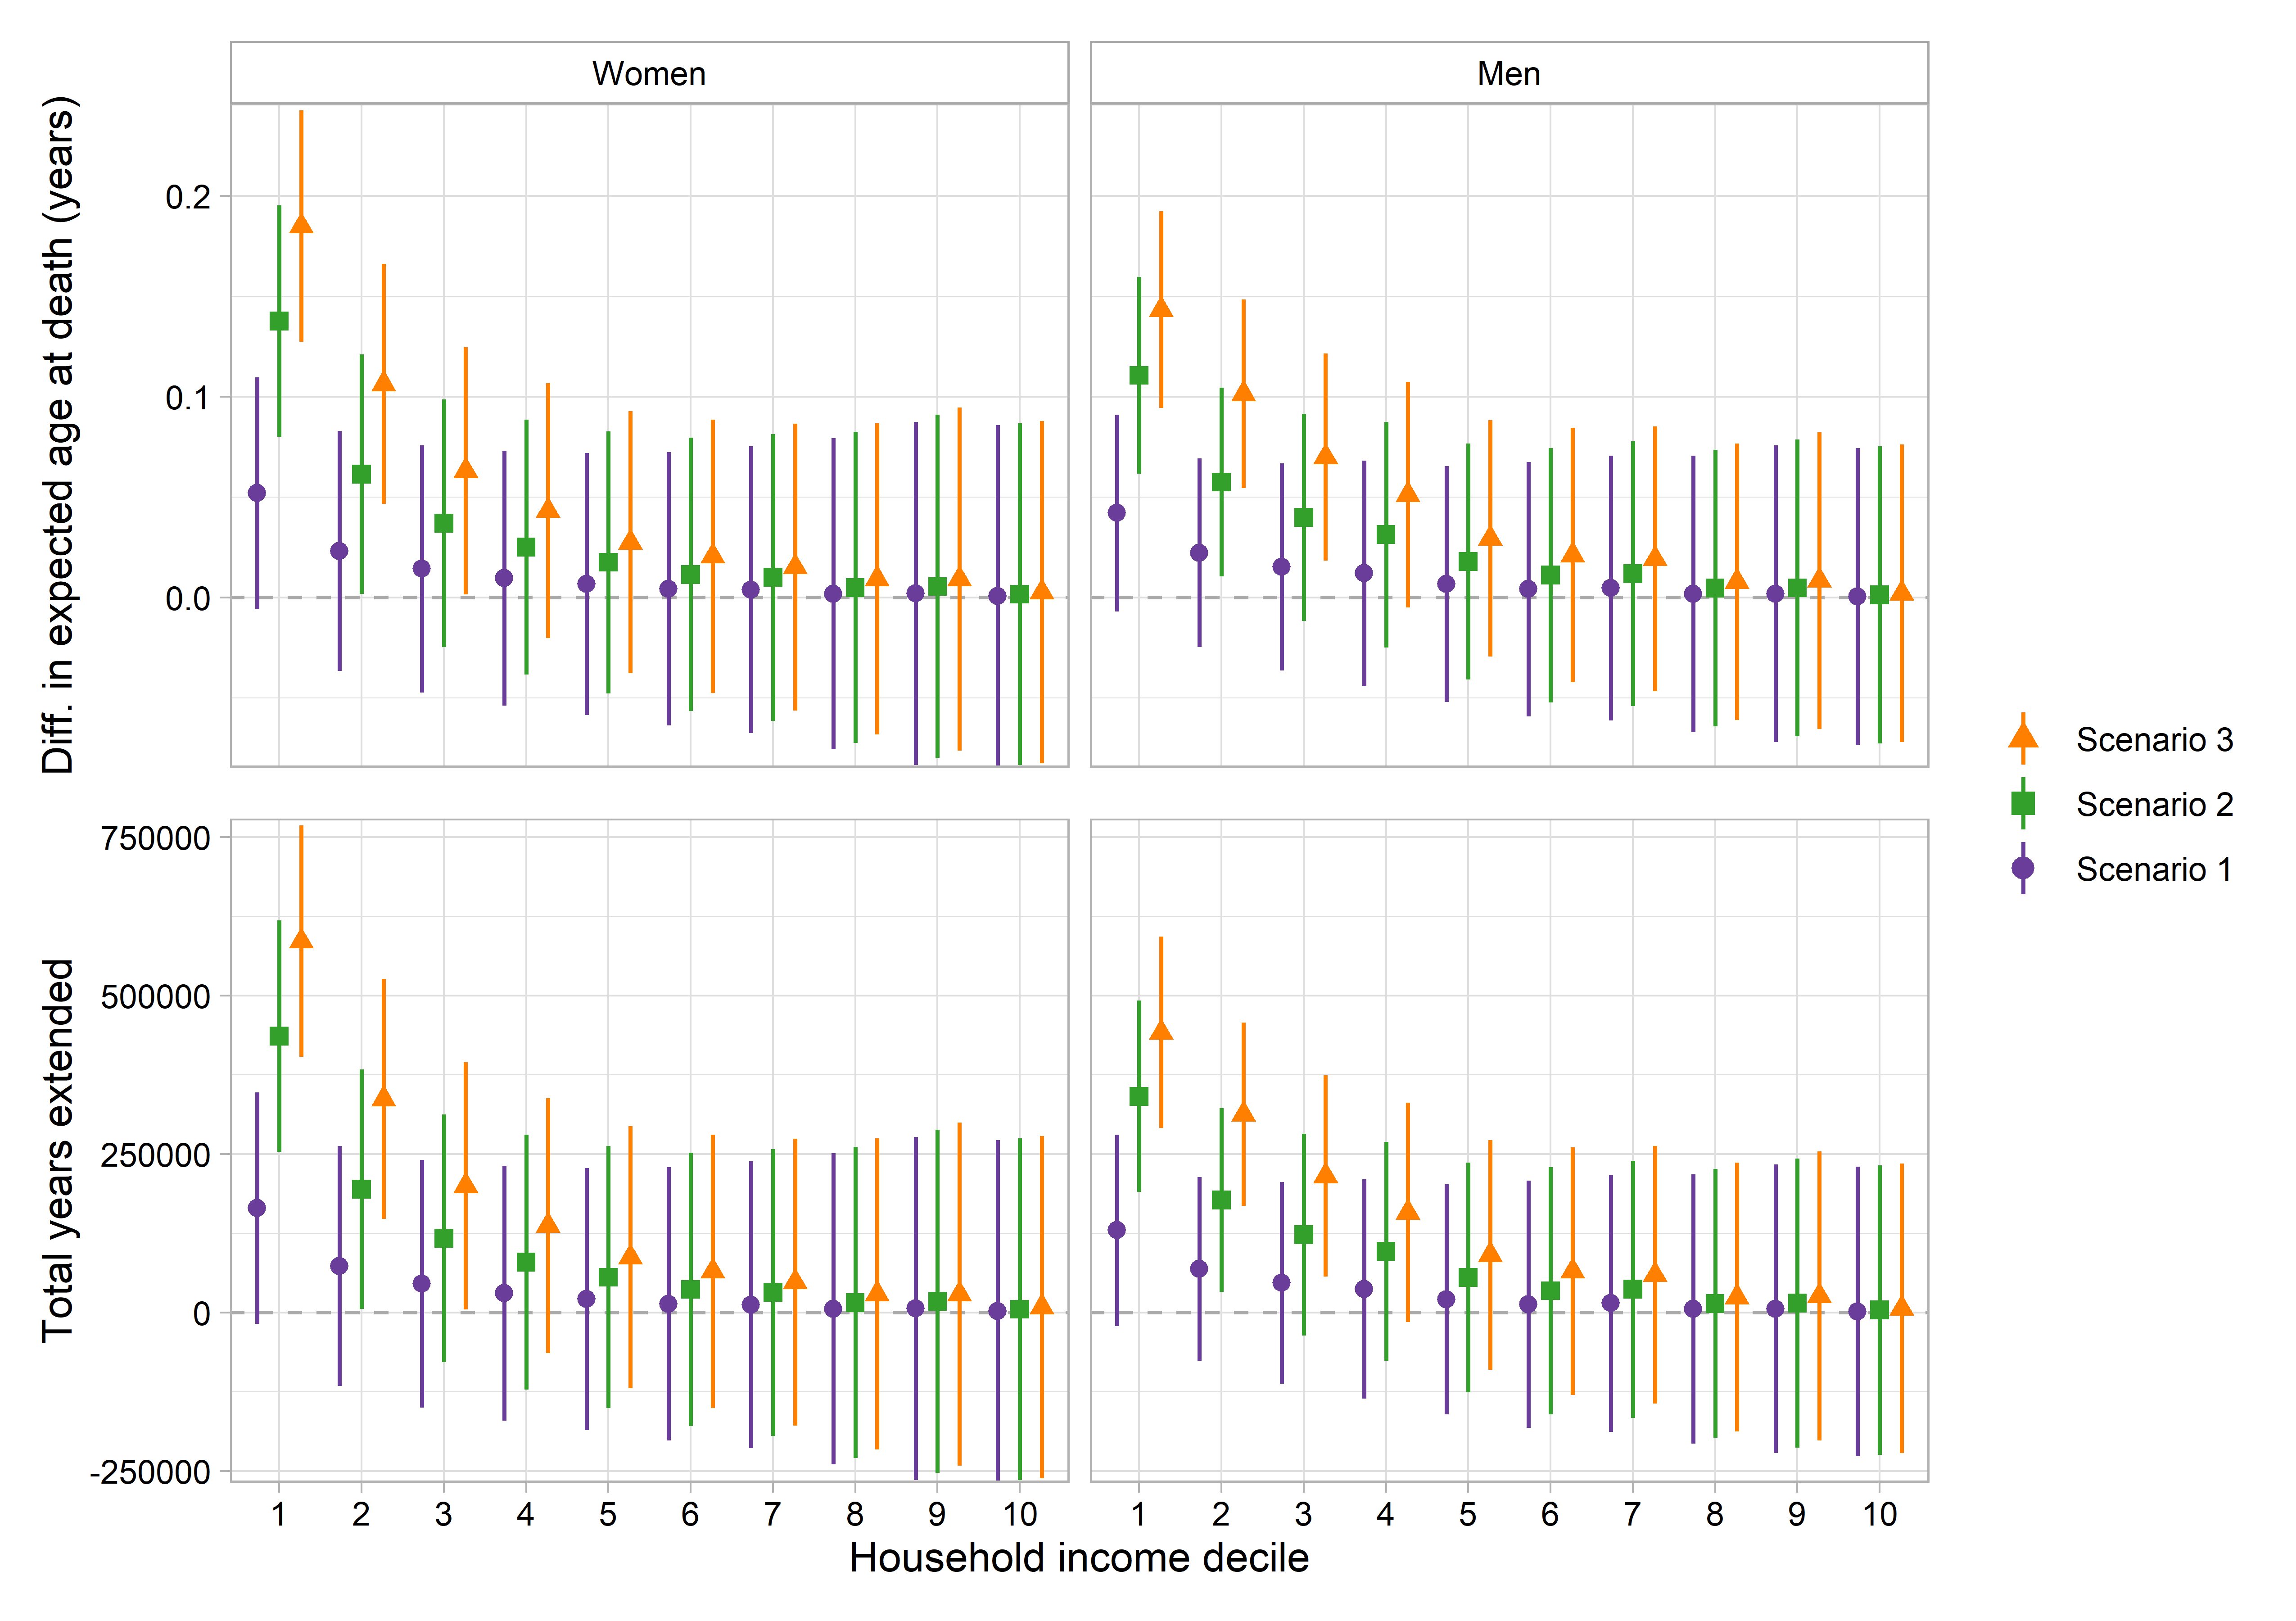 Women
Men
Diff. in expected age at death (years)
0.2
0.1
0.0
Total years extended
750000
500000
250000
0
-250000
1 2 3 4 5 6 7 8 9 10
1 2 3 4 5 6 7 8 9 10
Household income decile
Scenario 3
Scenario 2
Scenario 1